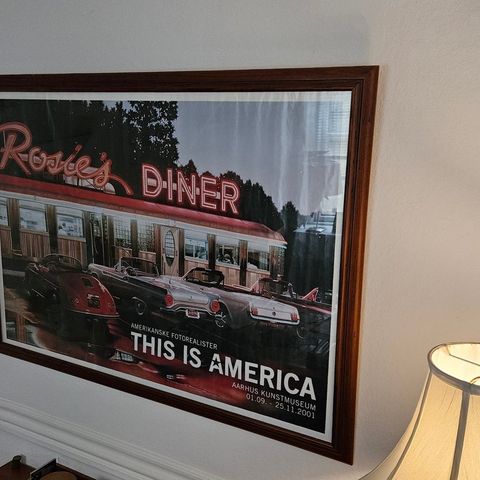 Rosie's DINER
AMERIKANSKE FOTOREALISTER
THIS IS AMERICA
AARHUS KUNSTMUSEUM
01.09. - 25.11.2001